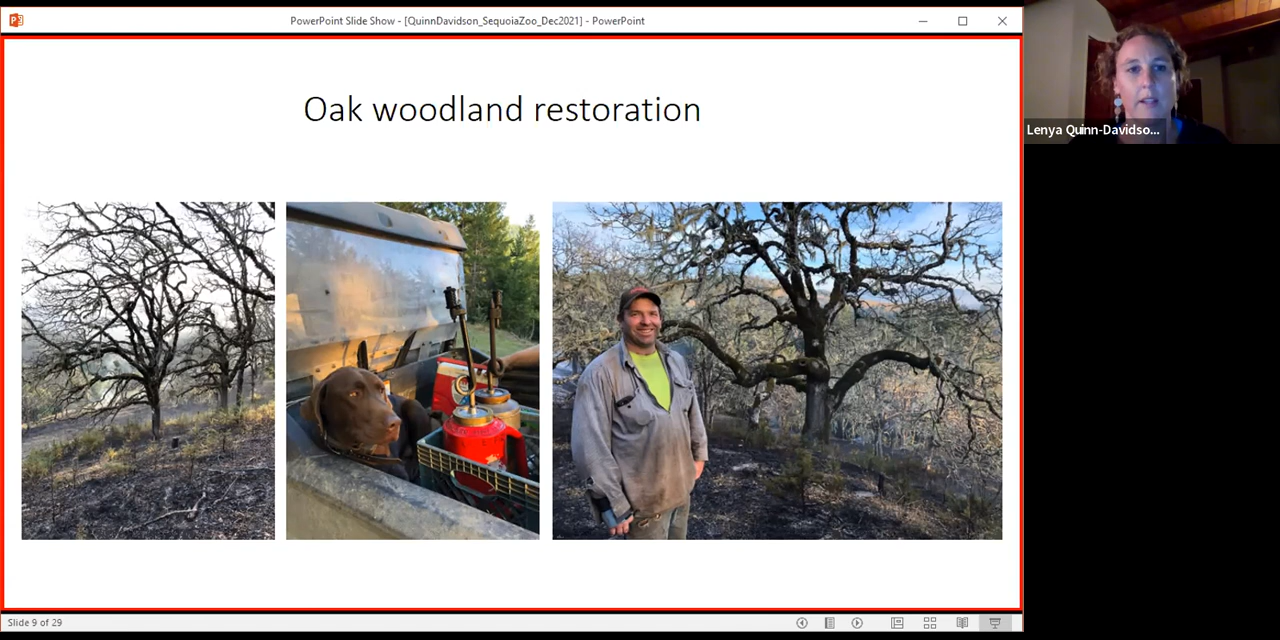 PowerPoint Slide Show - [QuinnDavidson_SequoiaZoo_Dec2021] - PowerPoint
Oak woodland restoration
Lenya Quinn-Davidso...
Slide 9 of 29